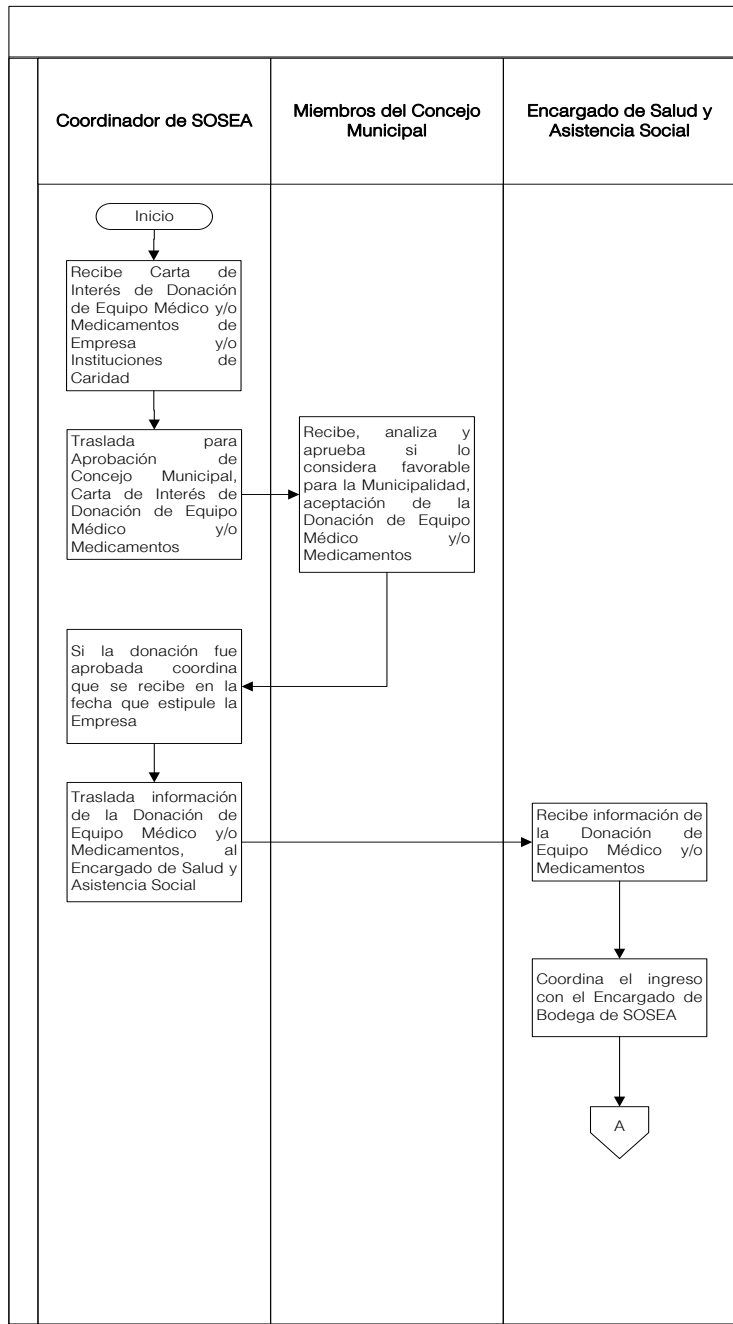 Coordinador de SOSEA
Miembros del Concejo
Municipal
Encargado de Salud y
Asistencia Social
Inicio
Recibe Carta de
Interés de Donación
de Equipo Médico y/o
Medicamentos de
Empresa y/o
Instituciones de
Caridad
Traslada para
Aprobación de
Concejo Municipal,
Carta de Interés de
Donación de Equipo
Médico y/o
Medicamentos
Recibe, analiza y
aprueba si lo
considera favorable
para la Municipalidad,
aceptación de la
Donación de Equipo
Médico y/o
Medicamentos
Si la donación fue
aprobada coordina
que se recibe en la
fecha que estipule la
Empresa
Traslada información
de la Donación de
Equipo Médico y/o
Medicamentos, al
Encargado de Salud y
Asistencia Social
Recibe información de
la Donación de
Equipo Médico y/o
Medicamentos
Coordina el ingreso
con el Encargado de
Bodega de SOSEA
A